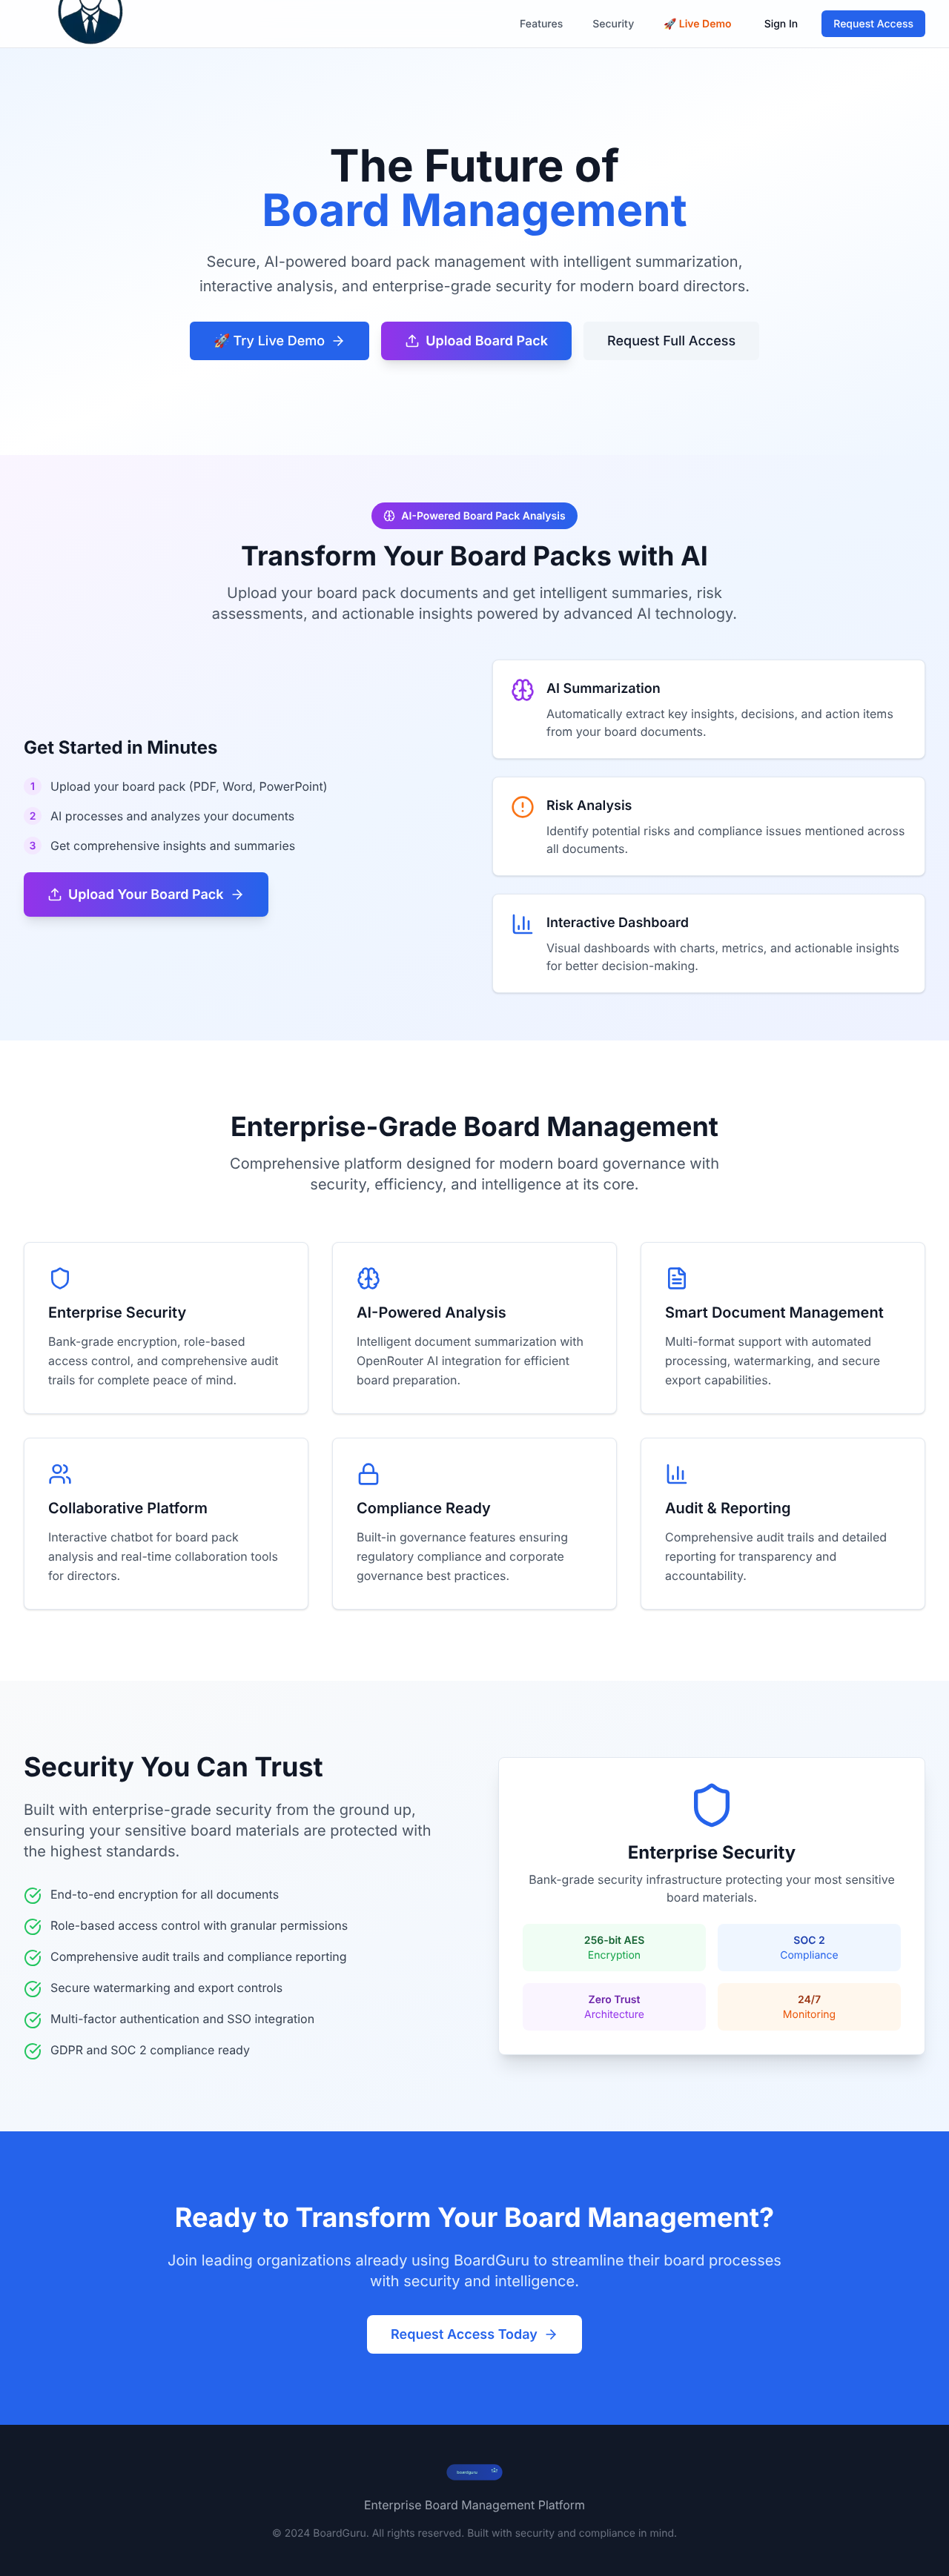 Features
Security
🚀 Live Demo
Sign In
Request Access
The Future of
Board Management
Secure, AI-powered board pack management with intelligent summarization,
interactive analysis, and enterprise-grade security for modern board directors.
🚀 Try Live Demo →
Upload Board Pack
Request Full Access
AI-Powered Board Pack Analysis
Transform Your Board Packs with AI
Upload your board pack documents and get intelligent summaries, risk
assessments, and actionable insights powered by advanced AI technology.
Get Started in Minutes
1 Upload your board pack (PDF, Word, PowerPoint)
2 AI processes and analyzes your documents
3 Get comprehensive insights and summaries
Upload Your Board Pack →
AI Summarization
Automatically extract key insights, decisions, and action items
from your board documents.
Risk Analysis
Identify potential risks and compliance issues mentioned across
all documents.
Interactive Dashboard
Visual dashboards with charts, metrics, and actionable insights
for better decision-making.
Enterprise-Grade Board Management
Comprehensive platform designed for modern board governance with
security, efficiency, and intelligence at its core.
Enterprise Security
Bank-grade encryption, role-based
access control, and comprehensive audit
trails for complete peace of mind.
AI-Powered Analysis
Intelligent document summarization with
OpenRouter AI integration for efficient
board preparation.
Smart Document Management
Multi-format support with automated
processing, watermarking, and secure
export capabilities.
Collaborative Platform
Interactive chatbot for board pack
analysis and real-time collaboration tools
for directors.
Compliance Ready
Built-in governance features ensuring
regulatory compliance and corporate
governance best practices.
Audit & Reporting
Comprehensive audit trails and detailed
reporting for transparency and
accountability.
Security You Can Trust
Built with enterprise-grade security from the ground up,
ensuring your sensitive board materials are protected with
the highest standards.
End-to-end encryption for all documents
Role-based access control with granular permissions
Comprehensive audit trails and compliance reporting
Secure watermarking and export controls
Multi-factor authentication and SSO integration
GDPR and SOC 2 compliance ready
Enterprise Security
Bank-grade security infrastructure protecting your most sensitive
board materials.
256-bit AES
Encryption
SOC 2
Compliance
Zero Trust
Architecture
24/7
Monitoring
Ready to Transform Your Board Management?
Join leading organizations already using BoardGuru to streamline their board processes
with security and intelligence.
Request Access Today →
boardguru
Enterprise Board Management Platform
© 2024 BoardGuru. All rights reserved. Built with security and compliance in mind.